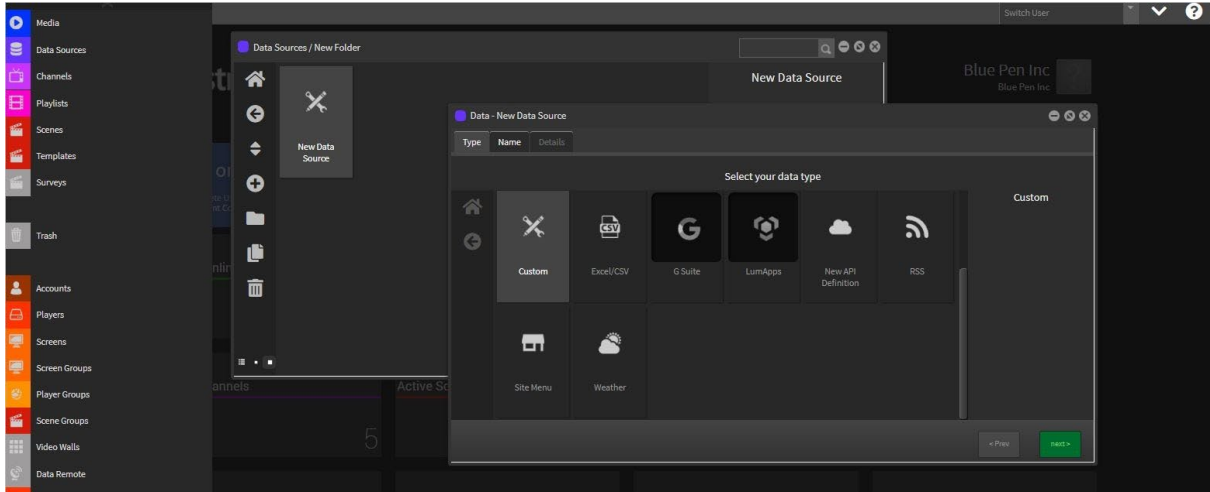 Switch User
Media
Data Sources
Channels
Playlists
Scenes
Templates
Surveys
Trash
Accounts
Players
Screens
Screen Groups
Player Groups
Scene Groups
Video Walls
Data Remote
Data Sources / New Folder
New Data Source
New Data
Source
Blue Pen Inc
Blue Pen Inc
Data - New Data Source
Type Name Details
Select your data type
Custom
Custom
CSV
Excel/CSV
G
G Suite
LumApps
New API
Definition
RSS
Site Menu
Weather
< Prev
next >
annels
Active Sc
5